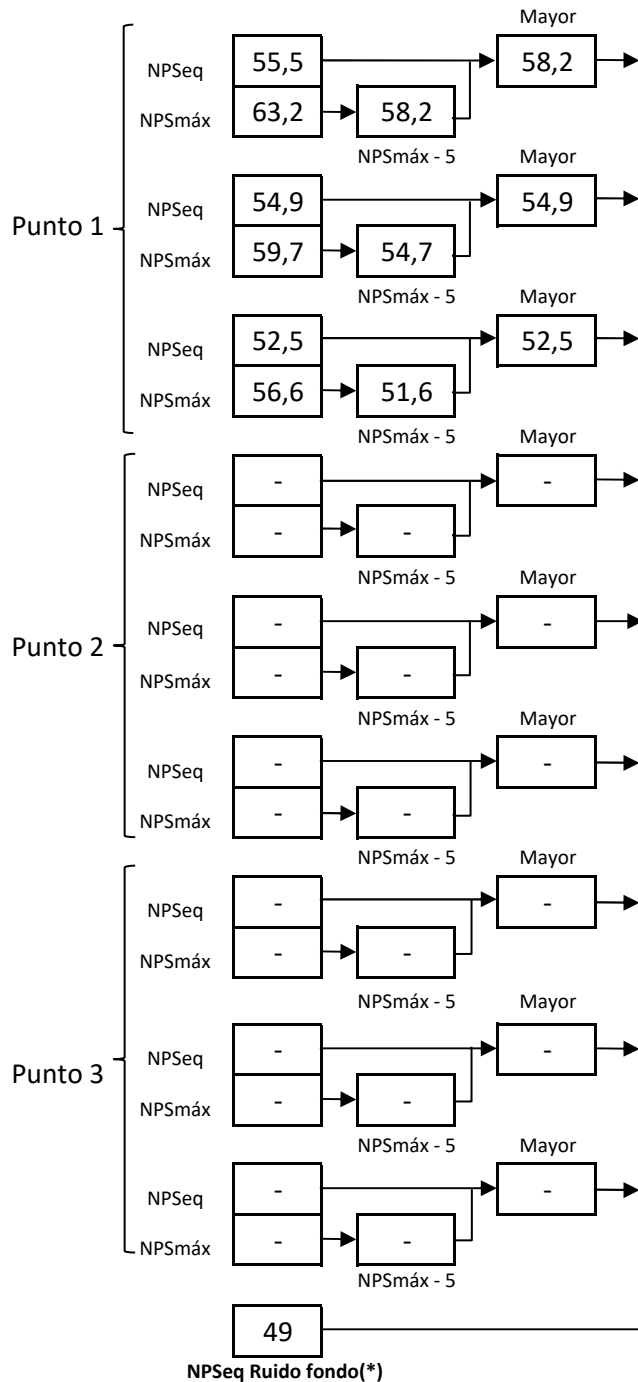 Mayor
NPSeq 55,5 58,2
NPSmáx 63,2 58,2
NPSmáx - 5 Mayor
NPSeq 54,9 54,9
Punto 1
NPSmáx 59,7 54,7
NPSmáx - 5 Mayor
NPSeq 52,5 52,5
NPSmáx 56,6 51,6
NPSmáx - 5 Mayor
NPSeq - -
NPSmáx - -
NPSmáx - 5 Mayor
NPSeq - -
Punto 2
NPSmáx - -
NPSmáx - 5 Mayor
NPSeq - -
NPSmáx - -
NPSmáx - 5 Mayor
NPSeq - -
NPSmáx - -
NPSmáx - 5 Mayor
NPSeq - -
Punto 3
NPSmáx - -
NPSmáx - 5 Mayor
NPSeq - -
NPSmáx - -
NPSmáx - 5
49
NPSeq Ruido fondo(*)